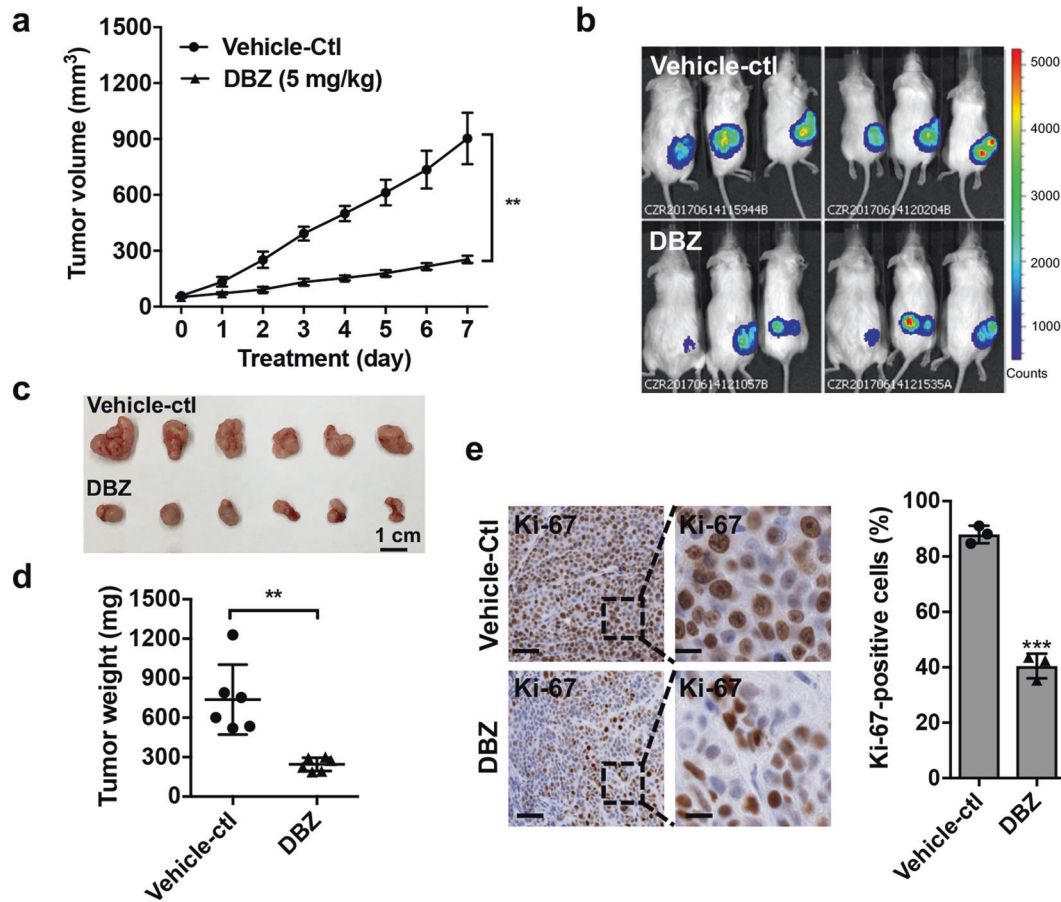 a
1500
1200
900
600
300
0
Tumor volume (mm³)
Vehicle-Ctl
DBZ (5 mg/kg)
**
0 1 2 3 4 5 6 7
Treatment (day)
b
Vehicle-ctl
CZR20170614115944B
CZR20170614120204B
DBZ
CZR20170614121057B
CZR20170614121535A
5000
4000
3000
2000
1000
Counts
c
Vehicle-ctl
DBZ
1 cm
d
1500
1200
900
600
300
0
Tumor weight (mg)
**
Vehicle-ctl
DBZ
e
Vehicle-Ctl
Ki-67
Ki-67
DBZ
Ki-67
Ki-67
100
80
60
40
20
0
Ki-67-positive cells (%)
***
Vehicle-ctl
DBZ